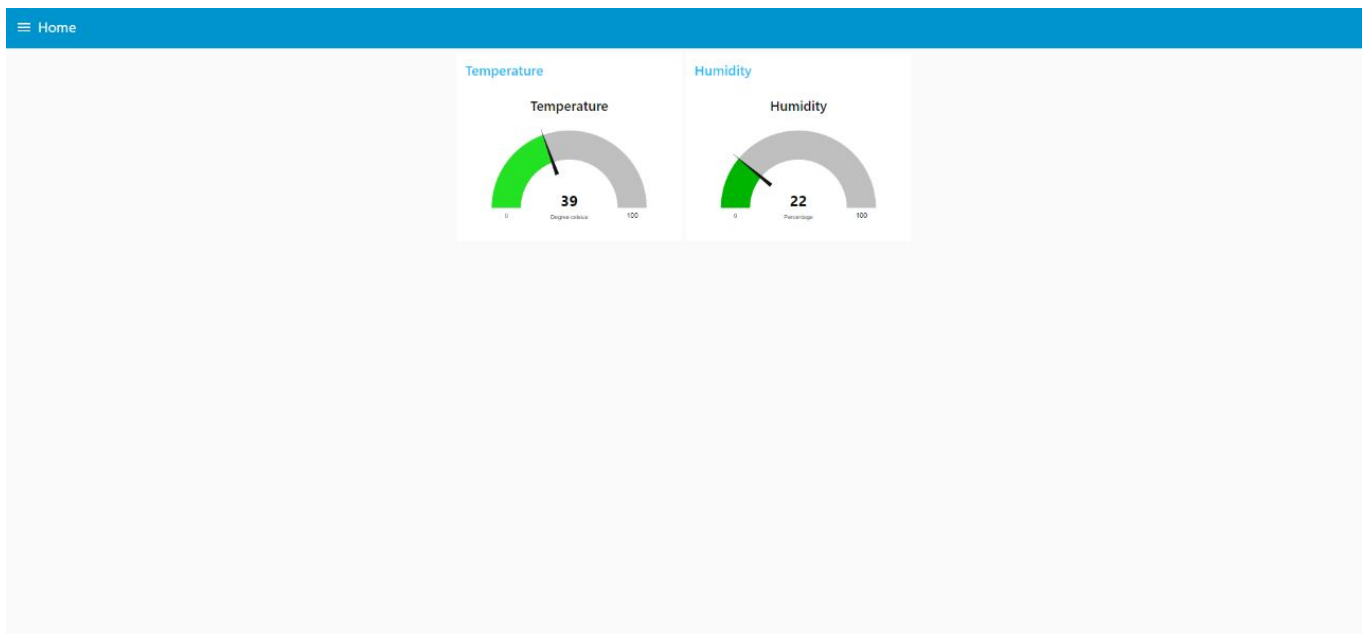 Home
Temperature
Temperature
39
Degree celsius
0
100
Humidity
Humidity
22
Percentage
0
100